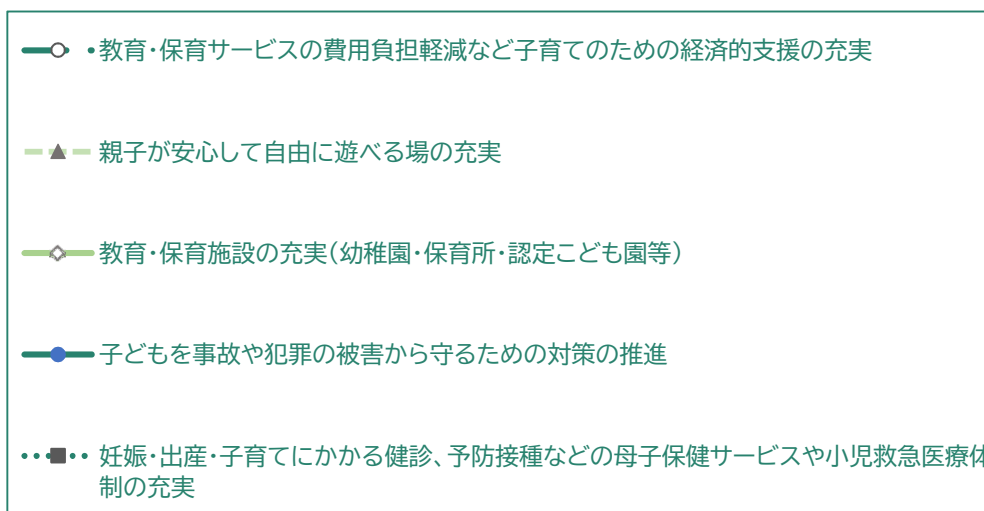 教育・保育サービスの費用負担軽減など子育てのための経済的支援の充実
親子が安心して自由に遊べる場の充実
教育・保育施設の充実(幼稚園・保育所・認定こども園等)
子どもを事故や犯罪の被害から守るための対策の推進
妊娠・出産・子育てにかかる健診、予防接種などの母子保健サービスや小児救急医療体
制の充実